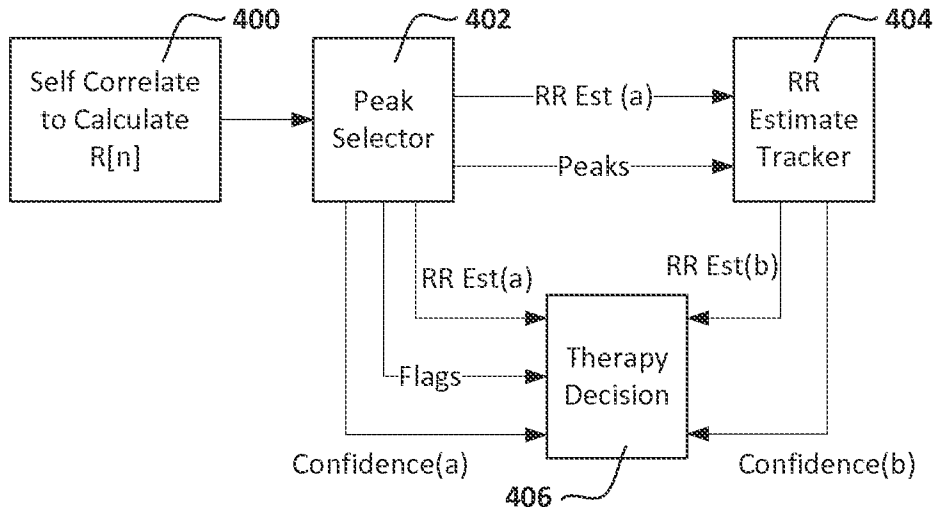 400
402
404
Self Correlate
to Calculate
R[n]
Peak
Selector
RR Est (a)
Peaks
RR
Estimate
Tracker
RR Est(a)
RR Est(b)
Flags
Therapy
Decision
Confidence(a)
Confidence(b)
406